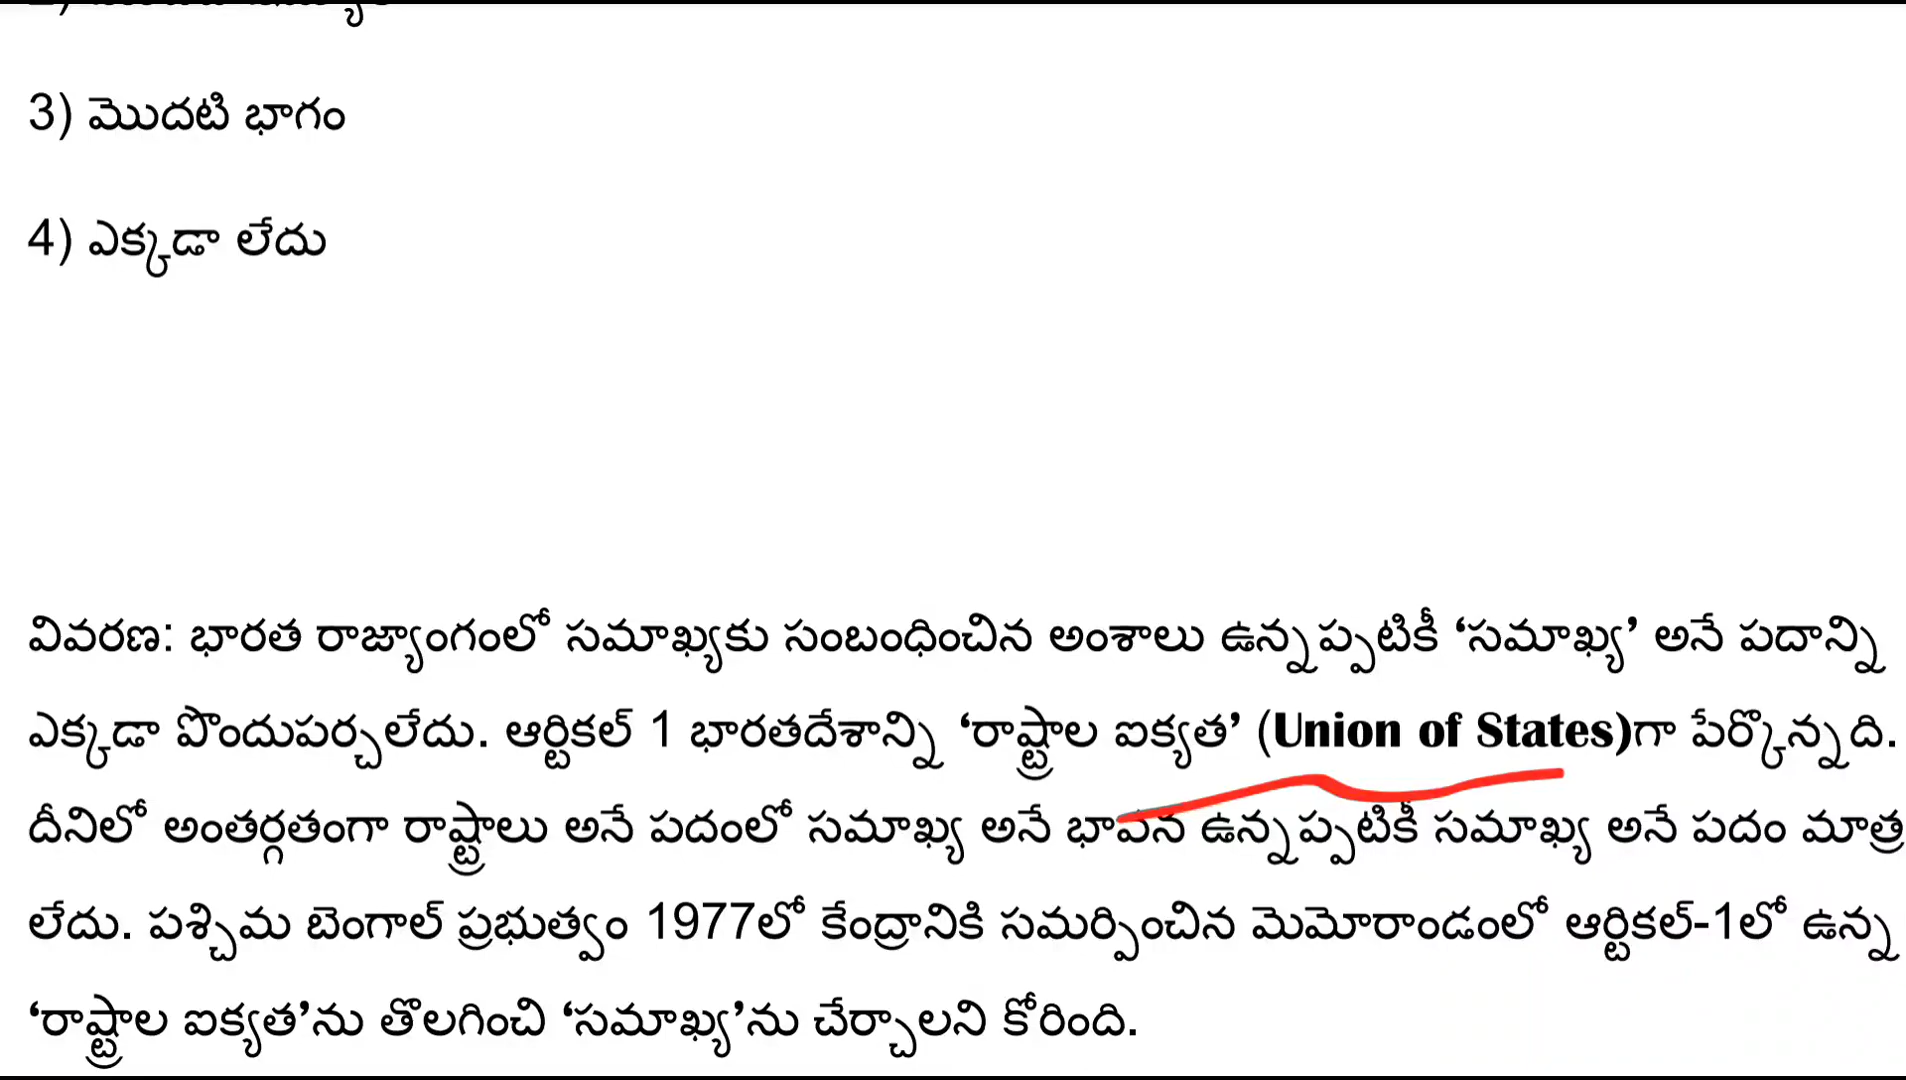 3) మొదటి భాగం
4) ఎక్కడా లేదు
వివరణ: భారత రాజ్యాంగంలో సమాఖ్యకు సంబంధించిన అంశాలు ఉన్నప్పటికీ ‘సమాఖ్య’ అనే పదాన్ని
ఎక్కడా పొందుపర్చలేదు. ఆర్టికల్ 1 భారతదేశాన్ని ‘రాష్ట్రాల ఐక్యత’ (Union of States)గా పేర్కొన్నది.
దీనిలో అంతర్గతంగా రాష్ట్రాలు అనే పదంలో సమాఖ్య అనే భావన ఉన్నప్పటికీ సమాఖ్య అనే పదం మాత్ర
లేదు. పశ్చిమ బెంగాల్ ప్రభుత్వం 1977లో కేంద్రానికి సమర్పించిన మెమోరాండంలో ఆర్టికల్-1లో ఉన్న
‘రాష్ట్రాల ఐక్యత’ను తొలగించి ‘సమాఖ్య’ను చేర్చాలని కోరింది.